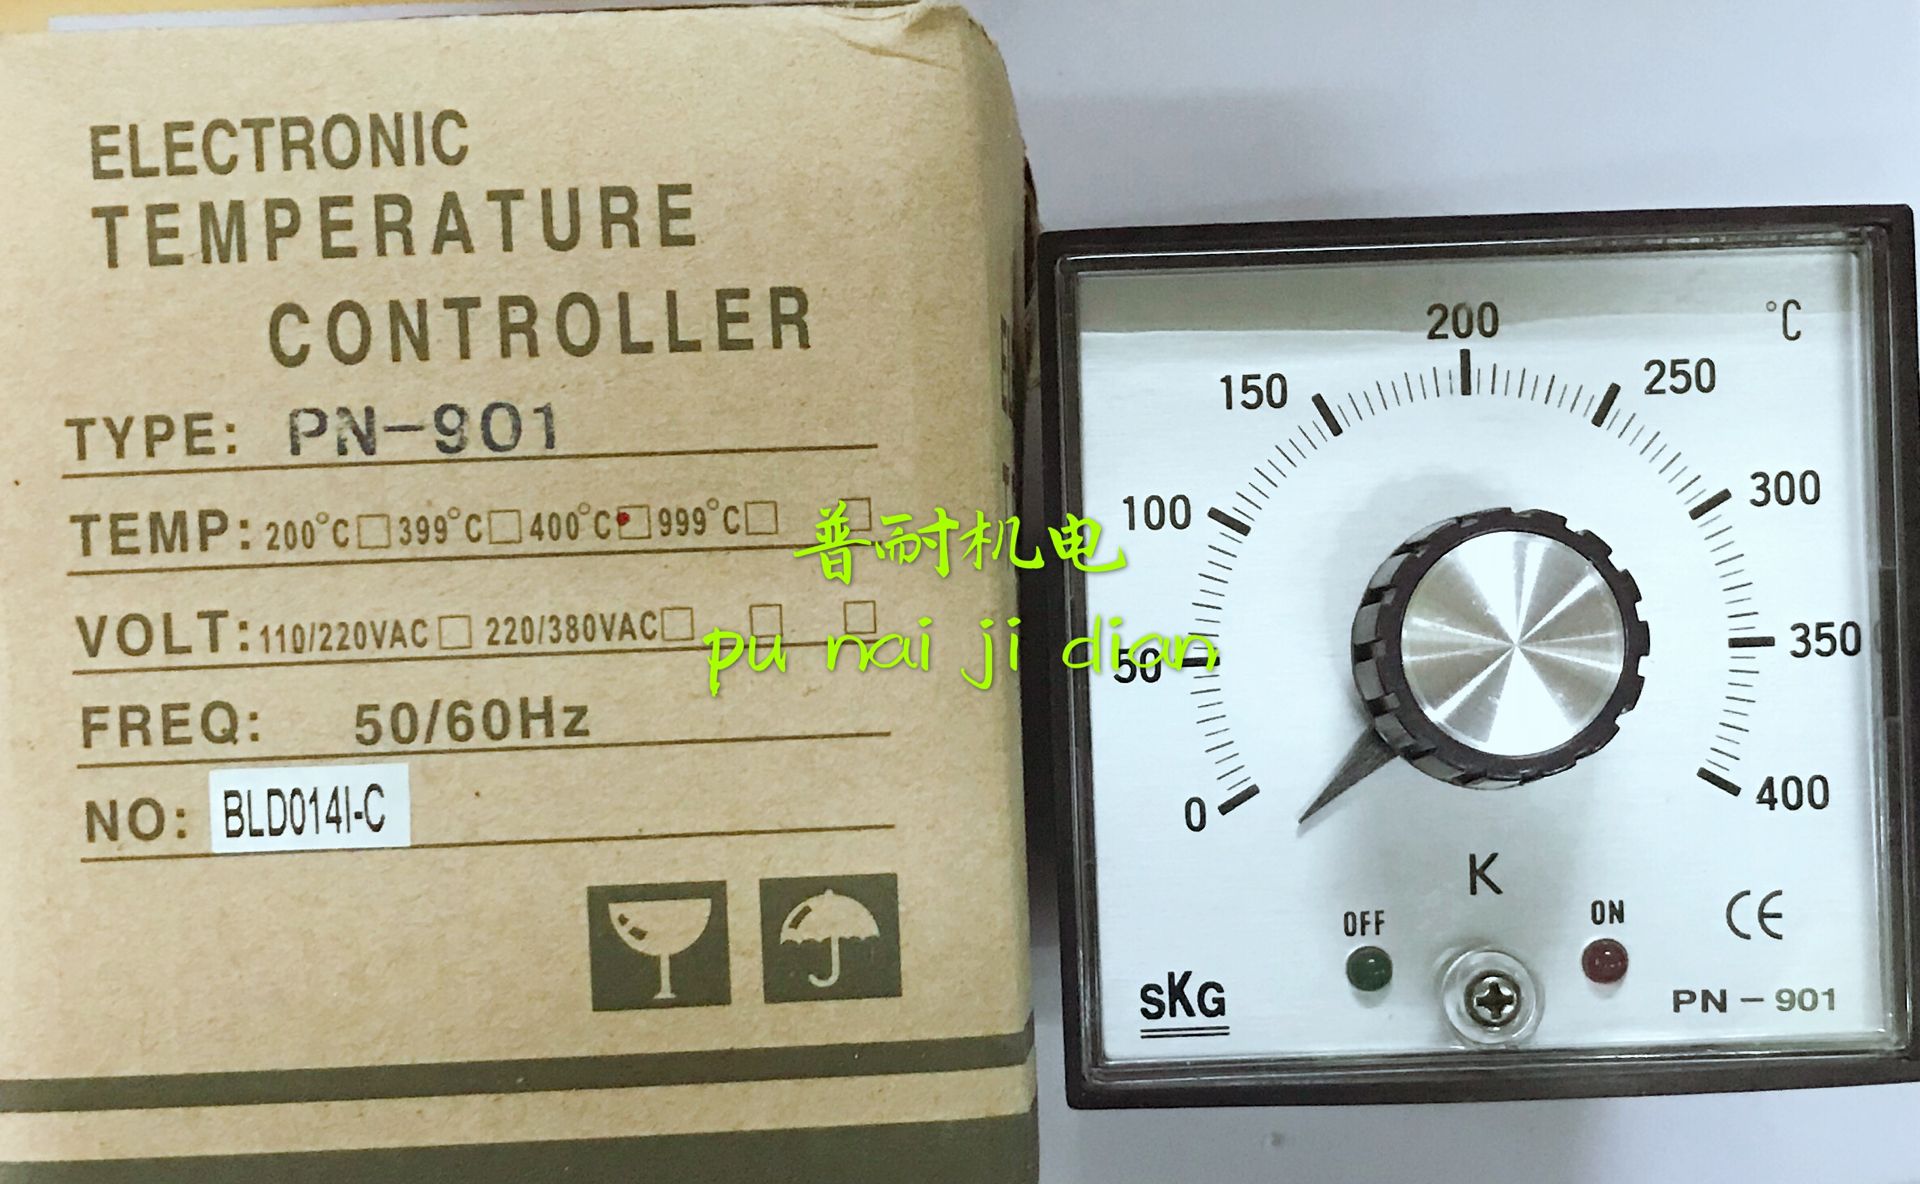 ELECTRONIC
TEMPERATURE
CONTROLLER
TYPE: PN-901
TEMP: 200°C 399°C 400°C 999°C
VOLT: 110/220VAC 220/380VAC
FREQ: 50/60Hz
NO: BLD014I-C
普耐机电
pu nai ji dian
°C
0
50
100
150
200
250
300
350
400
K
OFF
ON
CE
SKG
PN-901